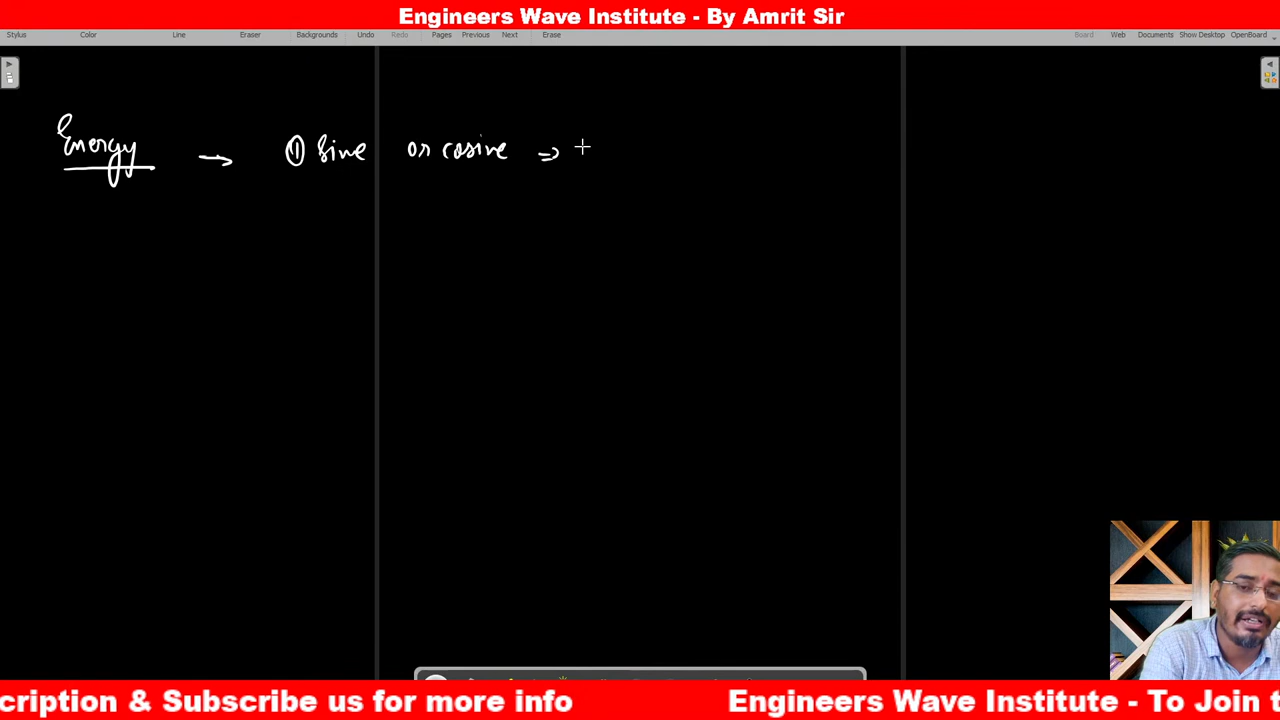 Engineers Wave Institute - By Amrit Sir
Stylus Color Line Eraser Backgrounds Undo Redo Pages Previous Next Erase Board Web Documents Show Desktop OpenBoard
Energy → ① Sine or cosine ⇒ +
scription & Subscribe us for more info Engineers Wave Institute - To Join t